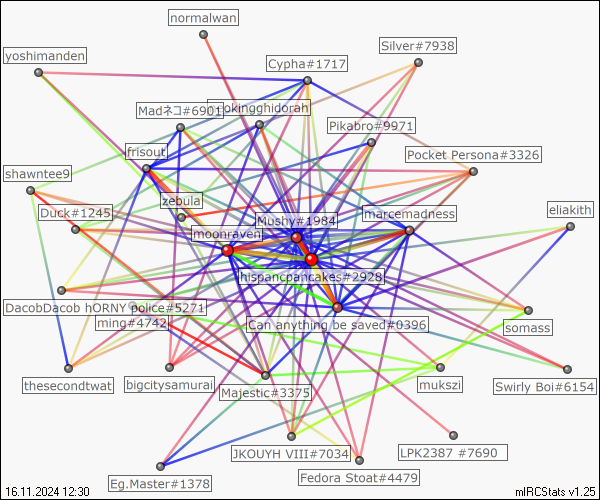 normalwan
yoshimanden
Silver#7938
Cypha#1717
Madネコ#6901
okingghidorah
Pikabro#9971
frisout
Pocket Persona#3326
shawntee9
zebula
Duck#1245
Mushy#1984
marcemadness
eliakith
moonraven
hispancpancakes#2928
DacobDacob hORNY police#5271
ming#4742
Can anything be saved#0396
somass
thesecondtwat
bigcitysamurai
Majestic#3375
mukszi
Swirly Boi#6154
JKOUYH VIII#7034
LPK2387 #7690
Eg.Master#1378
Fedora Stoat#4479
16.11.2024 12:30
mIRCStats v1.25